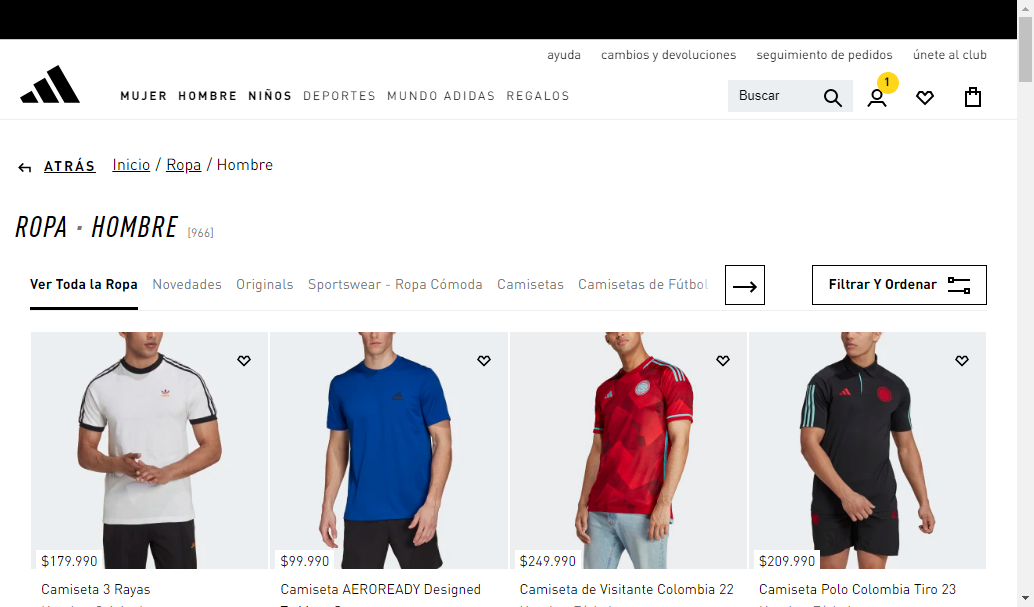 ayuda cambios y devoluciones seguimiento de pedidos únete al club
MUJER HOMBRE NIÑOS DEPORTES MUNDO ADIDAS REGALOS
Buscar
1
ATRÁS Inicio / Ropa / Hombre
ROPA · HOMBRE [966]
Ver Toda la Ropa Novedades Originals Sportswear - Ropa Cómoda Camisetas Camisetas de Fútbol
Filtrar Y Ordenar
$179.990 $99.990 $249.990 $209.990
Camiseta 3 Rayas Camiseta AEROREADY Designed Camiseta de Visitante Colombia 22 Camiseta Polo Colombia Tiro 23